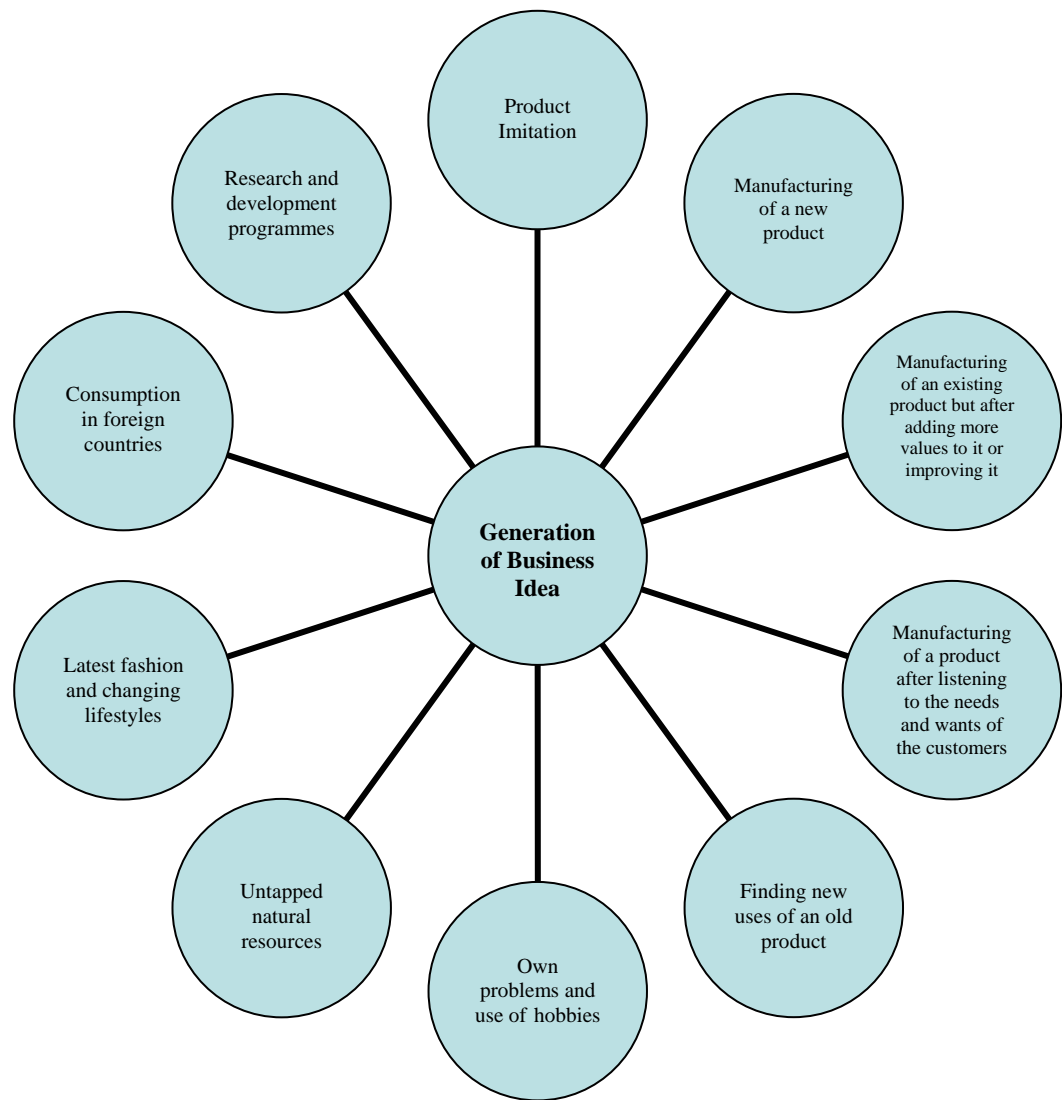 Product
Imitation
Manufacturing
of a new
product
Manufacturing
of an existing
product but after
adding more
values to it or
improving it
Manufacturing
of a product
after listening
to the needs
and wants of
the customers
Finding new
uses of an old
product
Own
problems and
use of hobbies
Untapped
natural
resources
Latest fashion
and changing
lifestyles
Consumption
in foreign
countries
Research and
development
programmes
Generation
of Business
Idea